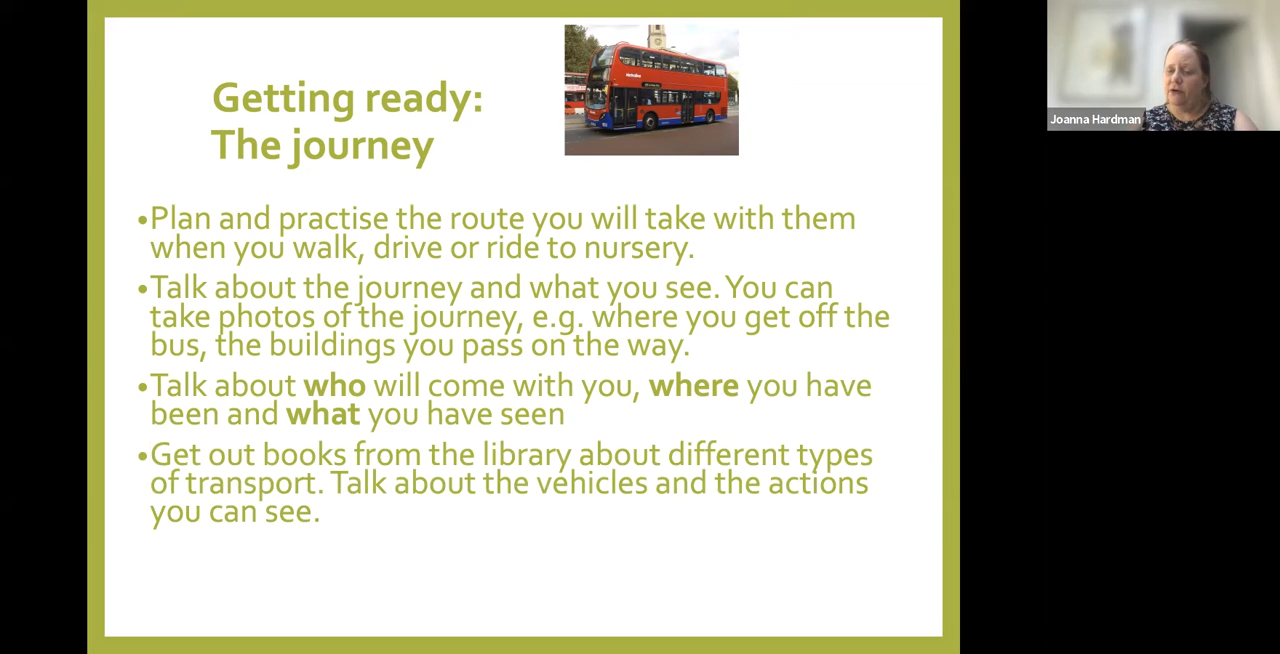 Getting ready:
The journey
•Plan and practise the route you will take with them
when you walk, drive or ride to nursery.
•Talk about the journey and what you see. You can
take photos of the journey, e.g. where you get off the
bus, the buildings you pass on the way.
•Talk about who will come with you, where you have
been and what you have seen
•Get out books from the library about different types
of transport. Talk about the vehicles and the actions
you can see.
Joanna Hardman